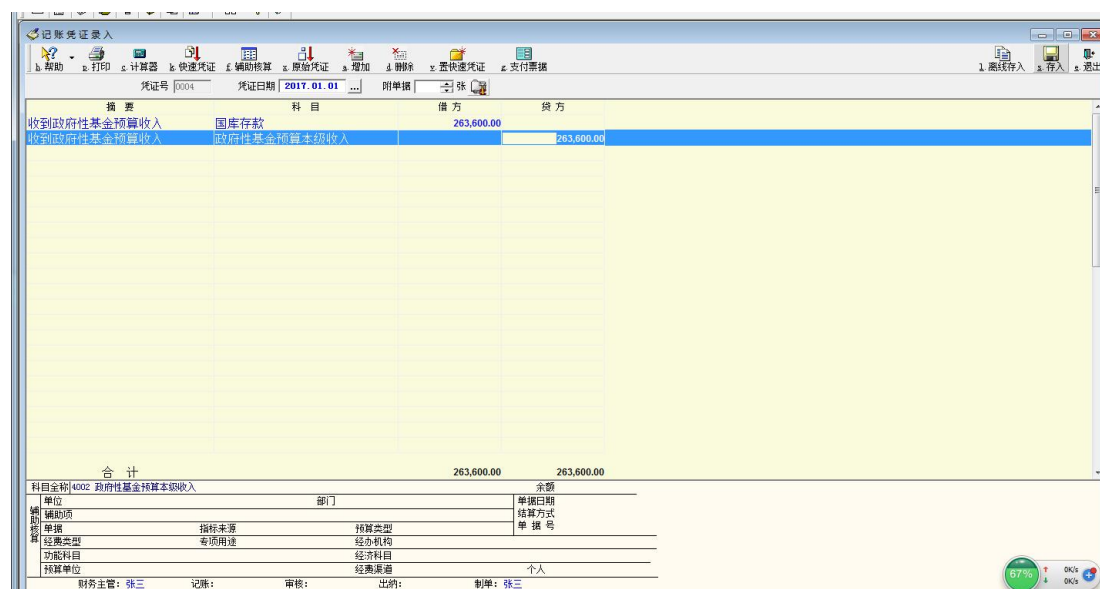 记账凭证录入
h.帮助 p.打印 c.计算器 k.快速凭证 f.辅助核算 z.原始凭证 a.增加 d.删除 v.置快速凭证 g.支付票据 l.离线存入 s.存入 e.退出
凭证号 0004 凭证日期 2017.01.01 ... 附单据 张
摘 要 科 目 借 方 贷 方
收到政府性基金预算收入 国库存款 263,600.00
收到政府性基金预算收入 政府性基金预算本级收入 263,600.00
合 计 263,600.00 263,600.00
科目全称 4002 政府性基金预算本级收入 余额
辅助核算
单位 部门 单据日期
辅助项 结算方式
单据 指标来源 预算类型 单 据 号
经费类型 专项用途 经办机构
功能科目 经济科目
预算单位 经费渠道 个人
财务主管: 张三 记账: 审核: 出纳: 制单: 张三
67% 0K/s
0K/s